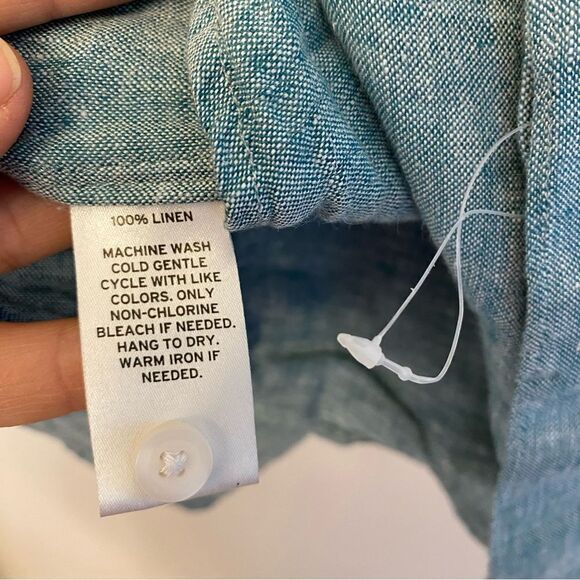 100% LINEN
MACHINE WASH
COLD GENTLE
CYCLE WITH LIKE
COLORS. ONLY
NON-CHLORINE
BLEACH IF NEEDED.
HANG TO DRY.
WARM IRON IF
NEEDED.